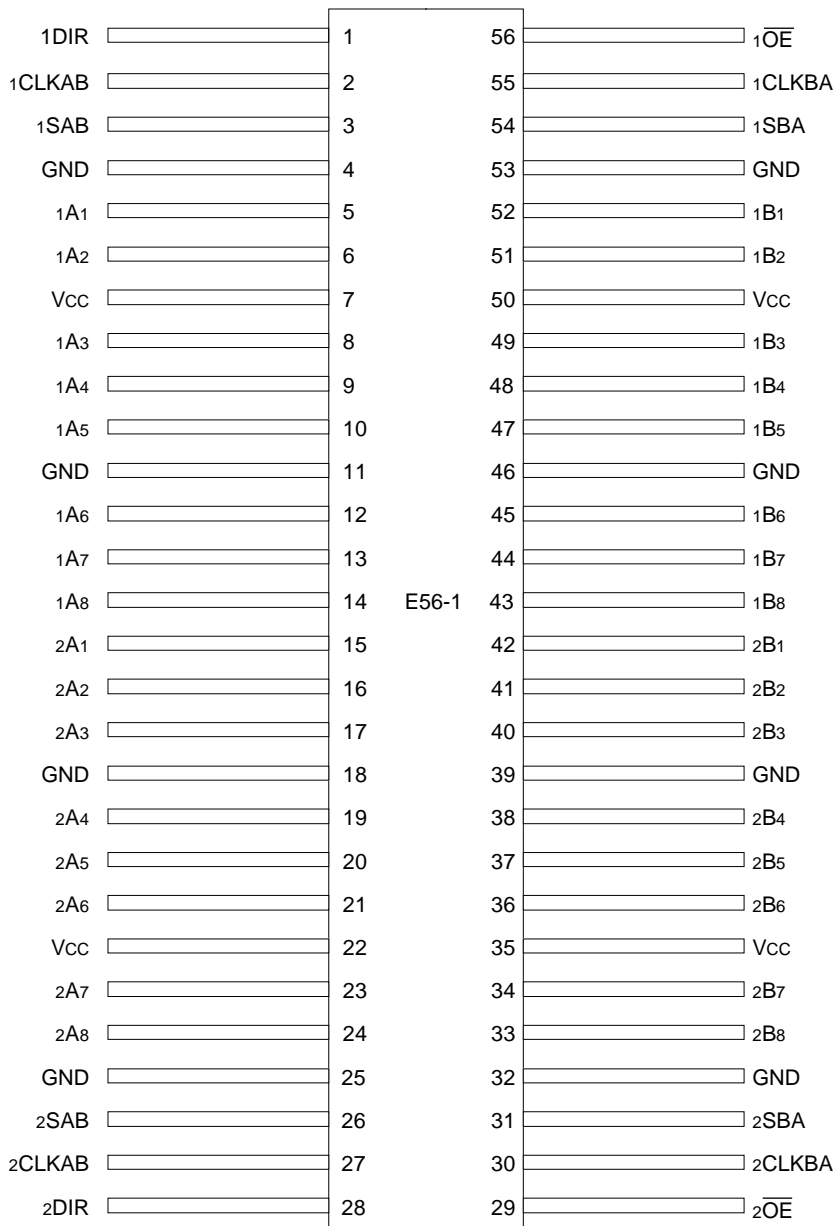 1DIR 1 56 1OE
1CLKAB 2 55 1CLKBA
1SAB 3 54 1SBA
GND 4 53 GND
1A1 5 52 1B1
1A2 6 51 1B2
VCC 7 50 VCC
1A3 8 49 1B3
1A4 9 48 1B4
1A5 10 47 1B5
GND 11 46 GND
1A6 12 45 1B6
1A7 13 44 1B7
1A8 14 E56-1 43 1B8
2A1 15 42 2B1
2A2 16 41 2B2
2A3 17 40 2B3
GND 18 39 GND
2A4 19 38 2B4
2A5 20 37 2B5
2A6 21 36 2B6
VCC 22 35 VCC
2A7 23 34 2B7
2A8 24 33 2B8
GND 25 32 GND
2SAB 26 31 2SBA
2CLKAB 27 30 2CLKBA
2DIR 28 29 2OE